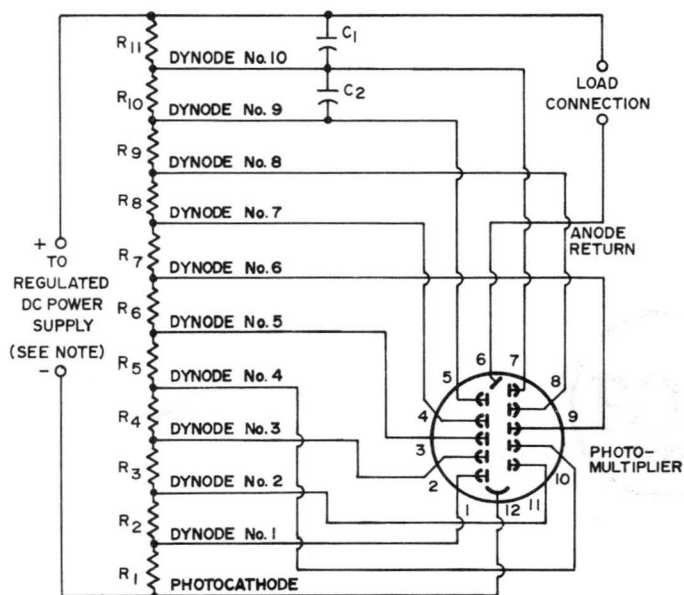 R11
C1
DYNODE No. 10
R10
C2
DYNODE No. 9
LOAD
CONNECTION
R9
DYNODE No. 8
R8
DYNODE No. 7
ANODE
RETURN
+
TO
REGULATED
DC POWER
SUPPLY
(SEE NOTE)
-
R7
DYNODE No. 6
R6
DYNODE No. 5
R5
DYNODE No. 4
R4
DYNODE No. 3
R3
DYNODE No. 2
R2
DYNODE No. 1
R1
PHOTOCATHODE
6
7
5
8
4
9
3
PHOTO-
MULTIPLIER
2
10
1
12
11